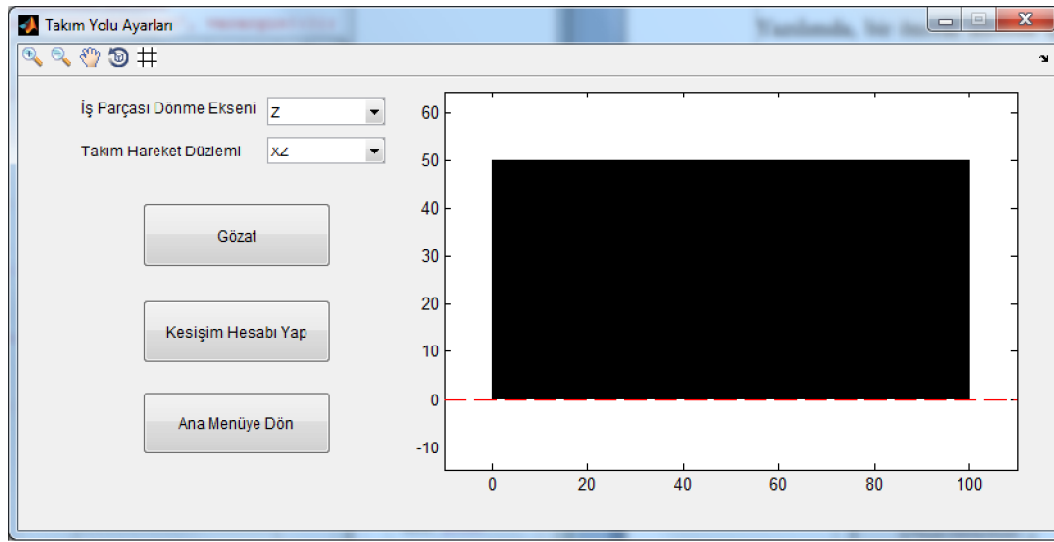 Takım Yolu Ayarları
İş Parçası Dönme Ekseni
Z
Takım Hareket Düzlemi
XZ
Gözat
Kesişim Hesabı Yap
Ana Menüye Dön
60
50
40
30
20
10
0
-10
0 20 40 60 80 100